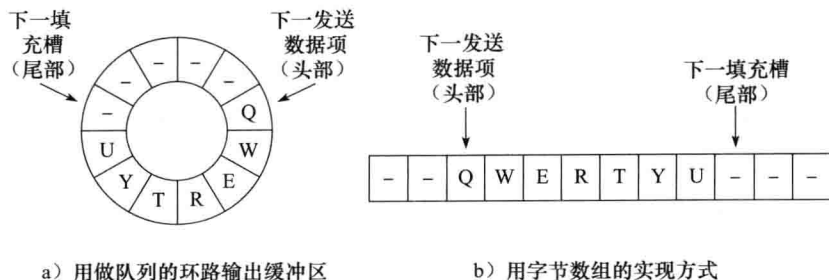 下一填
充槽
（尾部）
下一发送
数据项
（头部）
－ － － － －
Q
W
E
R
T
Y
U
下一发送
数据项
（头部）
下一填充槽
（尾部）
－ － Q W E R T Y U － － －
a）用做队列的环路输出缓冲区
b）用字节数组的实现方式